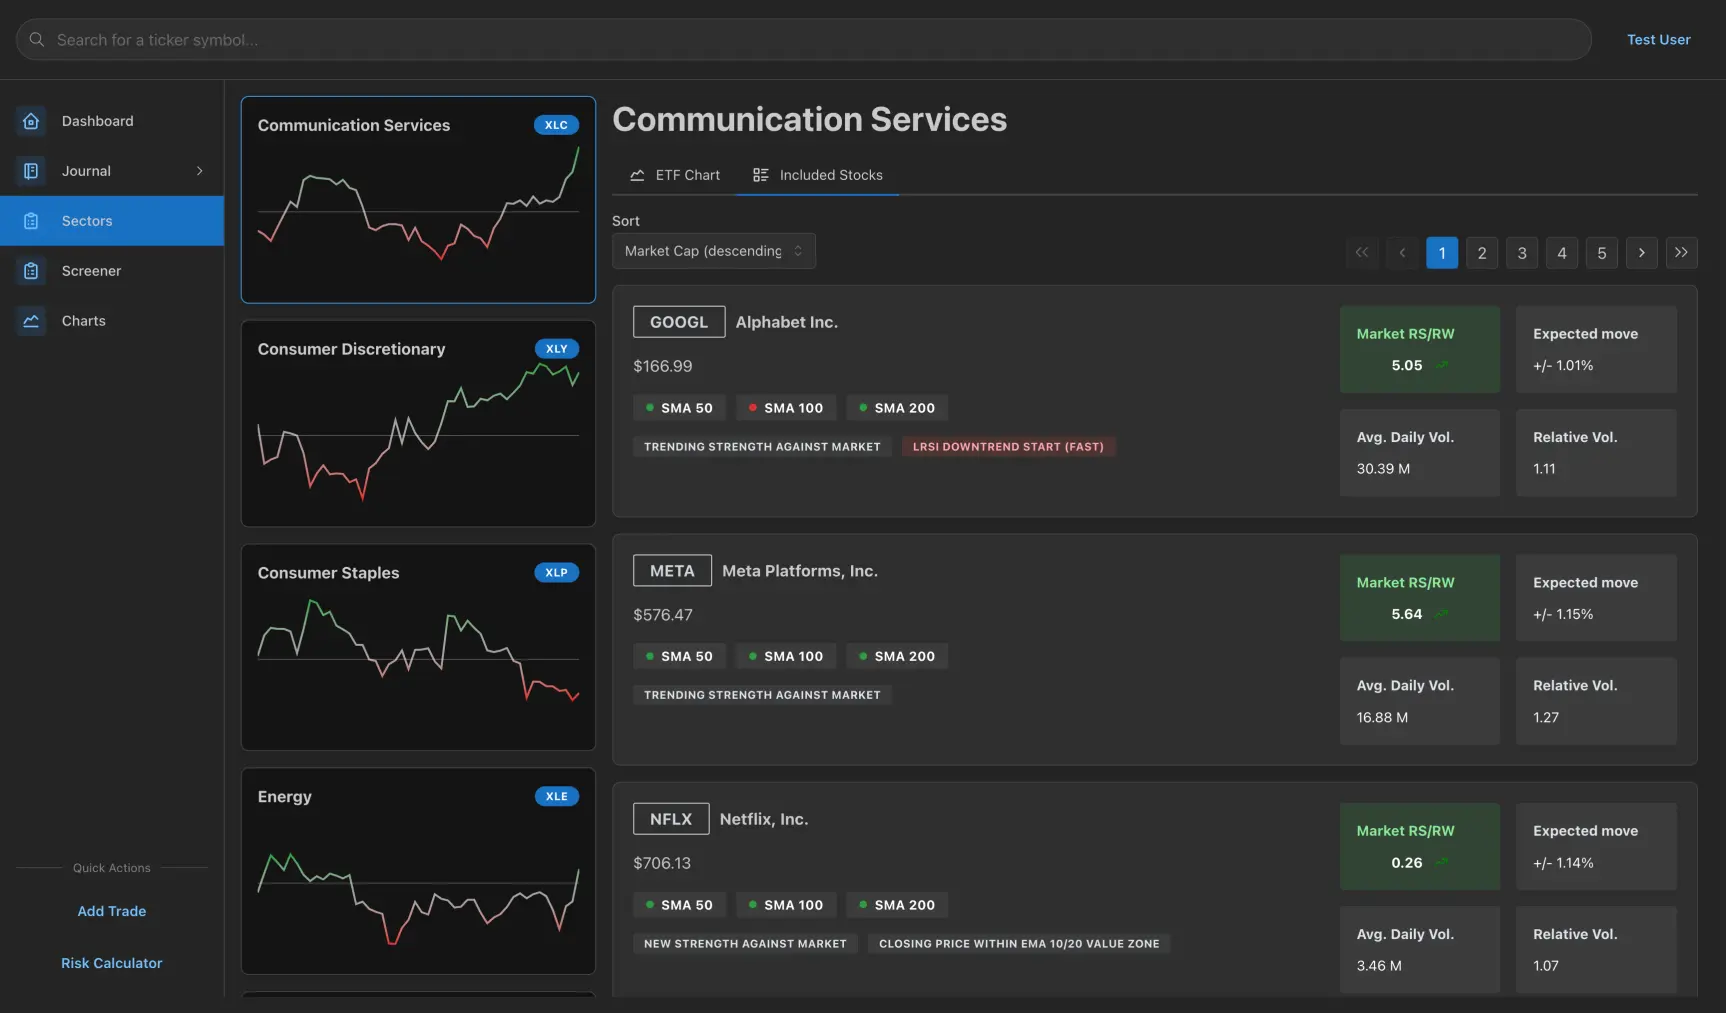 Search for a ticker symbol...
Test User
Dashboard
Journal
Sectors
Screener
Charts
Quick Actions
Add Trade
Risk Calculator
Communication Services XLC
Consumer Discretionary XLY
Consumer Staples XLP
Energy XLE
Communication Services
ETF Chart Included Stocks
Sort
Market Cap (descending
1 2 3 4 5
GOOGL Alphabet Inc.
$166.99
SMA 50 SMA 100 SMA 200
TRENDING STRENGTH AGAINST MARKET LRSI DOWNTREND START (FAST)
Market RS/RW
5.05
Expected move
+/- 1.01%
Avg. Daily Vol.
30.39 M
Relative Vol.
1.11
META Meta Platforms, Inc.
$576.47
SMA 50 SMA 100 SMA 200
TRENDING STRENGTH AGAINST MARKET
Market RS/RW
5.64
Expected move
+/- 1.15%
Avg. Daily Vol.
16.88 M
Relative Vol.
1.27
NFLX Netflix, Inc.
$706.13
SMA 50 SMA 100 SMA 200
NEW STRENGTH AGAINST MARKET CLOSING PRICE WITHIN EMA 10/20 VALUE ZONE
Market RS/RW
0.26
Expected move
+/- 1.14%
Avg. Daily Vol.
3.46 M
Relative Vol.
1.07